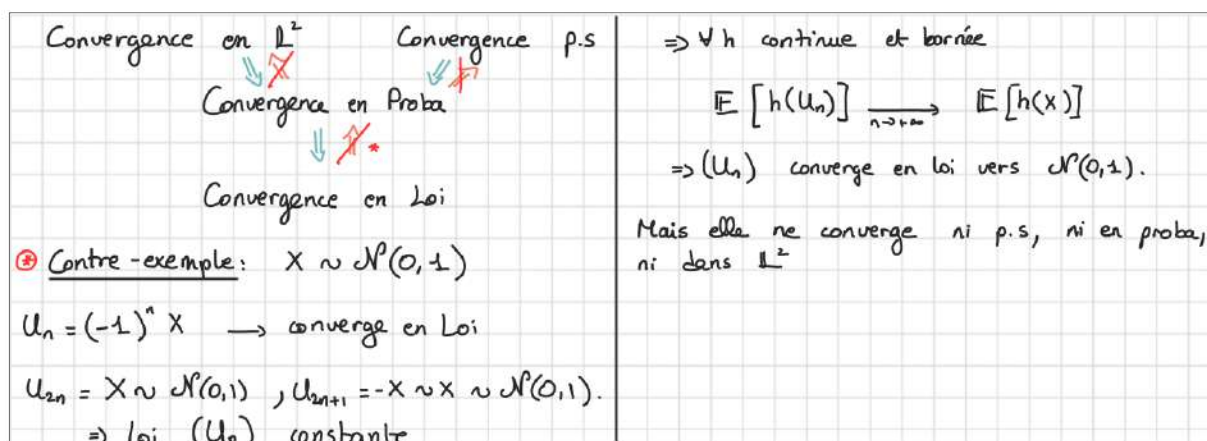 Convergence en 𝕃² Convergence p.s
⇓ ⇏ ⇓ ⇏
Convergence en Proba
⇓ ⇏ *
Convergence en Loi
⊛ Contre-exemple: X ~ 𝒩(0,1)
Uₙ = (-1)ⁿ X → converge en Loi
U₂ₙ = X ~ 𝒩(0,1) , U₂ₙ₊₁ = -X ~ X ~ 𝒩(0,1).
⇒ loi (Uₙ) constante
⇒ ∀ h continue et bornée
𝔼[h(Uₙ)] →ₙ→+∞ 𝔼[h(X)]
⇒ (Uₙ) converge en loi vers 𝒩(0,1).
Mais elle ne converge ni p.s, ni en proba,
ni dans 𝕃²